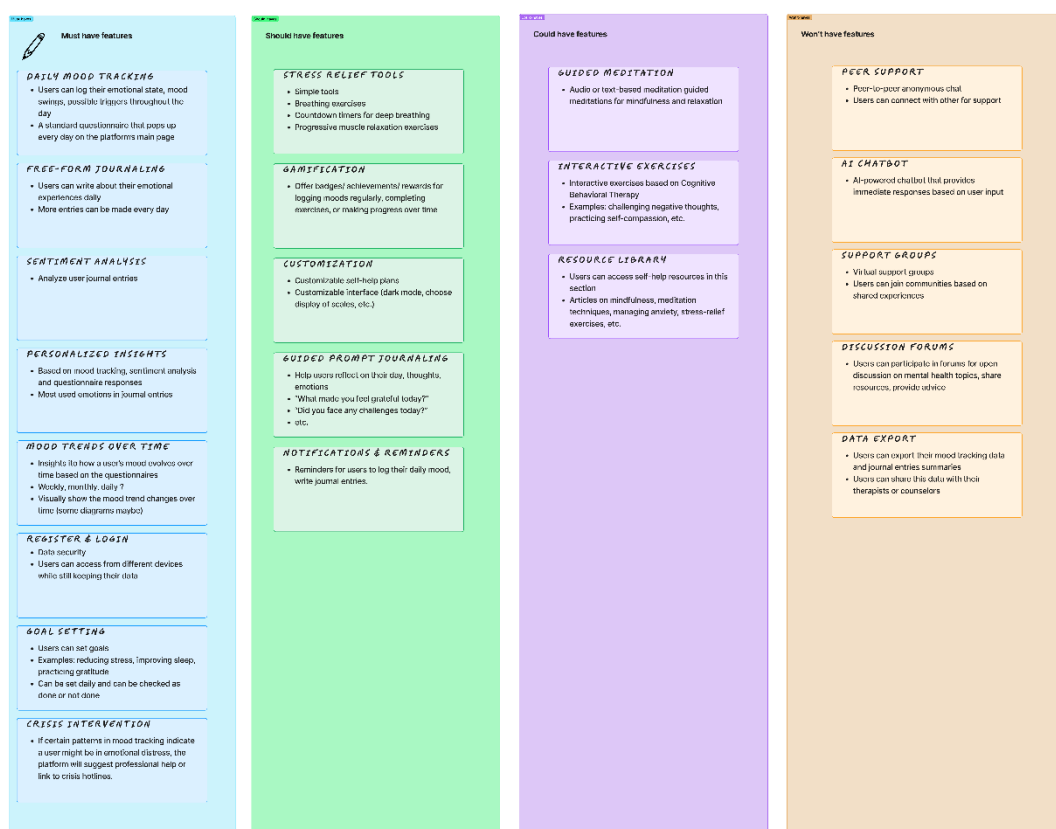 Must have
Must have features
DAILY MOOD TRACKING
• Users can log their emotional state, mood
swings, possible triggers throughout the
day
• A standard questionnaire that pops up
every day on the platforms main page
FREE-FORM JOURNALING
• Users can write about their emotional
experiences daily
• More entries can be made every day
SENTIMENT ANALYSIS
• Analyze user journal entries
PERSONALIZED INSIGHTS
• Based on mood tracking, sentiment analysis
and questionnaire responses
• Most used emotions in journal entries
MOOD TRENDS OVER TIME
• Insights ito how a user's mood evolves over
time based on the questionnaires
• Weekly, monthly, daily ?
• Visually show the mood trend changes over
time (some diagrams maybe)
REGISTER & LOGIN
• Data security
• Users can access from different devices
while still keeping their data
GOAL SETTING
• Users can set goals
• Examples: reducing stress, improving sleep,
practicing gratitude
• Can be set daily and can be checked as
done or not done
CRISIS INTERVENTION
• If certain patterns in mood tracking indicate
a user might be in emotional distress, the
platform will suggest professional help or
link to crisis hotlines.
Should have
Should have features
STRESS RELIEF TOOLS
• Simple tools
• Breathing exercises
• Countdown timers for deep breathing
• Progressive muscle relaxation exercises
GAMIFICATION
• Offer badges/ achievements/ rewards for
logging moods regularly, completing
exercises, or making progress over time
CUSTOMIZATION
• Customizable self-help plans
• Customizable interface (dark mode, choose
display of scales, etc.)
GUIDED PROMPT JOURNALING
• Help users reflect on their day, thoughts,
emotions
• "What made you feel grateful today?"
• "Did you face any challenges today?"
• etc.
NOTIFICATIONS & REMINDERS
• Reminders for users to log their daily mood,
write journal entries.
Could have features
GUIDED MEDITATION
• Audio or text-based meditation guided
meditations for mindfulness and relaxation
INTERACTIVE EXERCISES
• Interactive exercises based on Cognitive
Behavioral Therapy
• Examples: challenging negative thoughts,
practicing self-compassion, etc.
RESOURCE LIBRARY
• Users can access self-help resources in this
section
• Articles on mindfulness, meditation
techniques, managing anxiety, stress-relief
exercises, etc.
Won't have features
PEER SUPPORT
• Peer-to-peer anonymous chat
• Users can connect with other for support
AI CHATBOT
• AI-powered chatbot that provides
immediate responses based on user input
SUPPORT GROUPS
• Virtual support groups
• Users can join communities based on
shared experiences
DISCUSSION FORUMS
• Users can participate in forums for open
discussion on mental health topics, share
resources, provide advice
DATA EXPORT
• Users can export their mood tracking data
and journal entries summaries
• Users can share this data with their
therapists or counselors